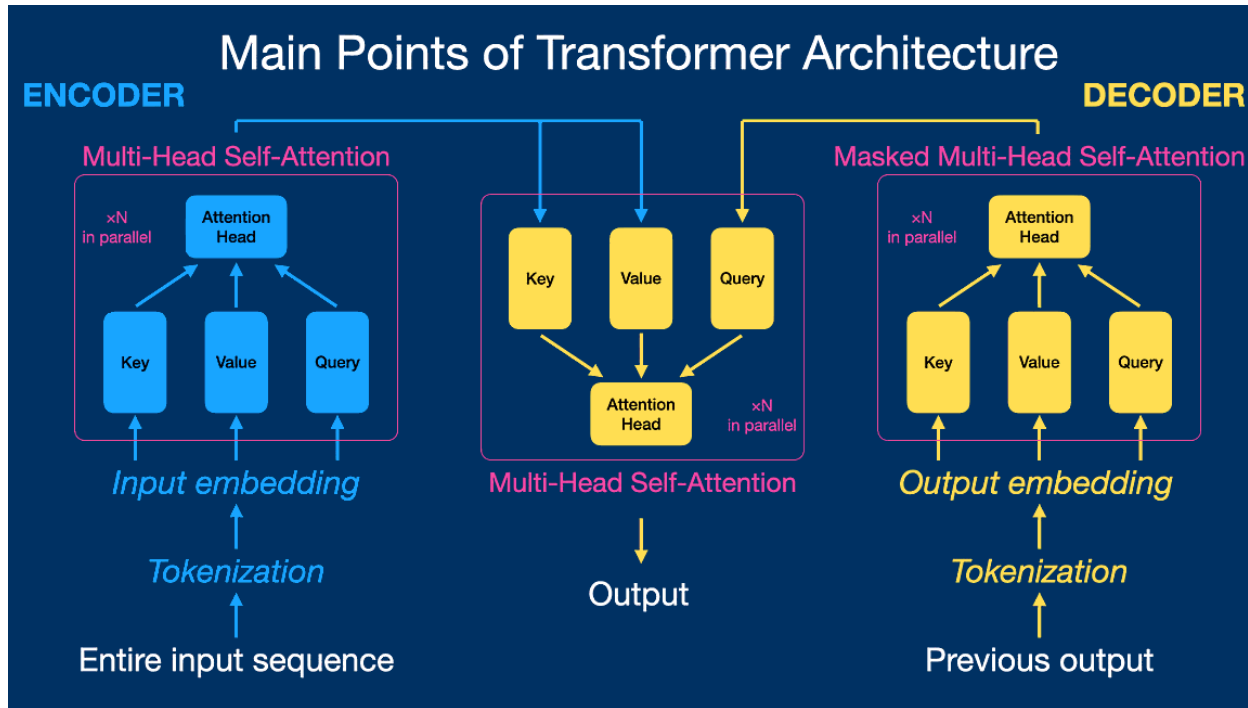 Main Points of Transformer Architecture
ENCODER
DECODER
Multi-Head Self-Attention
×N
in parallel
Attention
Head
Key
Value
Query
Input embedding
Tokenization
Entire input sequence
Key
Value
Query
Attention
Head
×N
in parallel
Multi-Head Self-Attention
Output
Masked Multi-Head Self-Attention
×N
in parallel
Attention
Head
Key
Value
Query
Output embedding
Tokenization
Previous output